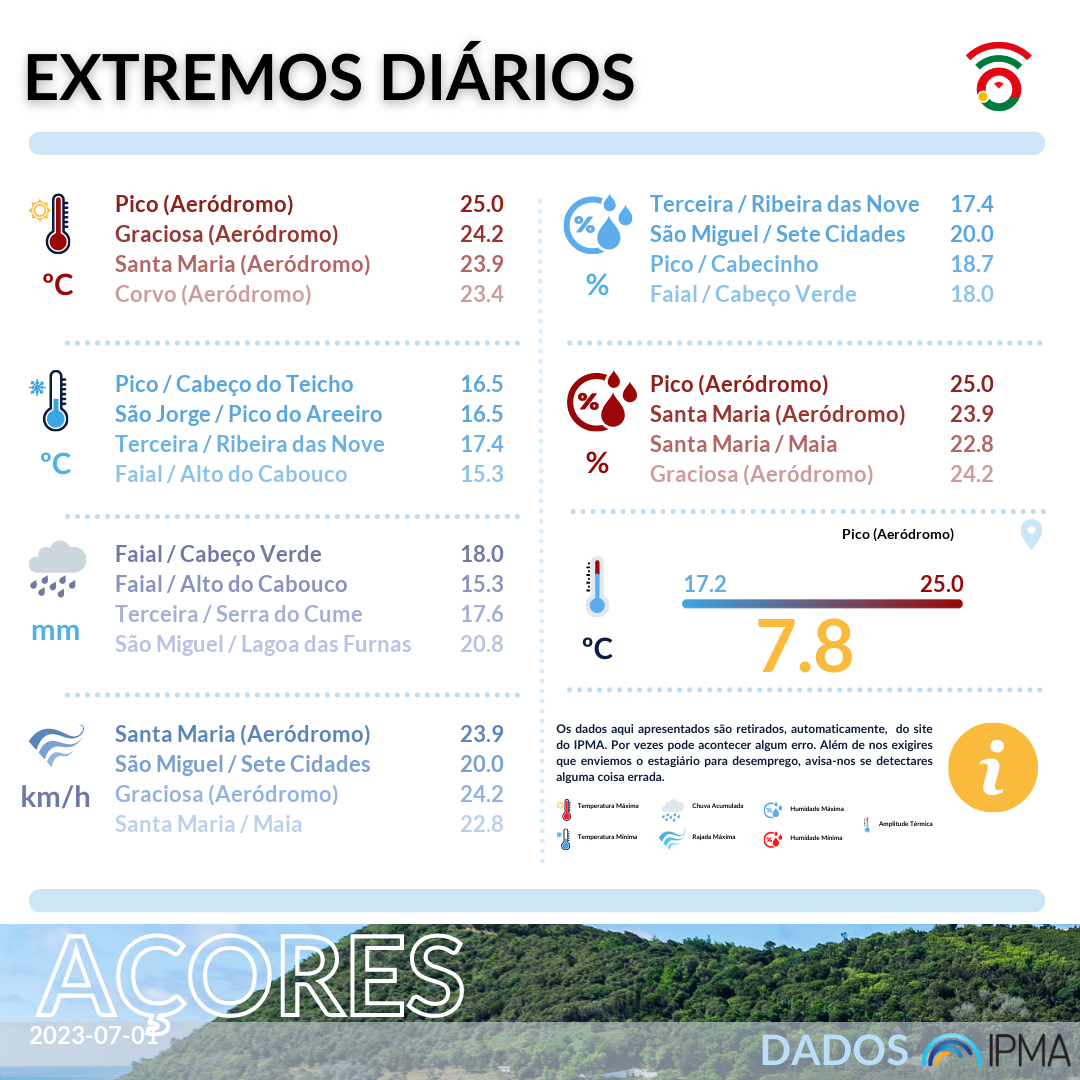 EXTREMOS DIÁRIOS
Pico (Aeródromo) 25.0
Graciosa (Aeródromo) 24.2
Santa Maria (Aeródromo) 23.9
Corvo (Aeródromo) 23.4
ºC
Pico / Cabeço do Teicho 16.5
São Jorge / Pico do Areeiro 16.5
Terceira / Ribeira das Nove 17.4
Faial / Alto do Cabouco 15.3
ºC
Faial / Cabeço Verde 18.0
Faial / Alto do Cabouco 15.3
Terceira / Serra do Cume 17.6
São Miguel / Lagoa das Furnas 20.8
mm
Santa Maria (Aeródromo) 23.9
São Miguel / Sete Cidades 20.0
Graciosa (Aeródromo) 24.2
Santa Maria / Maia 22.8
km/h
%
Terceira / Ribeira das Nove 17.4
São Miguel / Sete Cidades 20.0
Pico / Cabecinho 18.7
Faial / Cabeço Verde 18.0
%
%
Pico (Aeródromo) 25.0
Santa Maria (Aeródromo) 23.9
Santa Maria / Maia 22.8
Graciosa (Aeródromo) 24.2
%
Pico (Aeródromo)
17.2 25.0
7.8
ºC
Os dados aqui apresentados são retirados, automaticamente, do site
do IPMA. Por vezes pode acontecer algum erro. Além de nos exigires
que enviemos o estagiário para desemprego, avisa-nos se detectares
alguma coisa errada.
i
Temperatura Máxima
Chuva Acumulada
Humidade Máxima
Amplitude Térmica
Temperatura Mínima
Rajada Máxima
Humidade Mínima
AÇORES
2023-07-01
DADOS IPMA